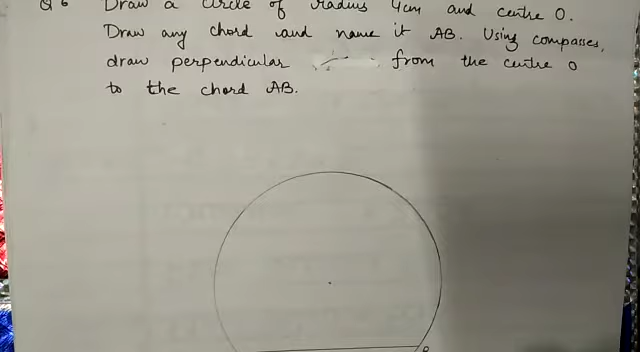 Q 6 Draw a circle of radius 4cm and centre O.
Draw any chord and name it AB. Using compasses,
draw perpendicular from the centre O
to the chord AB.